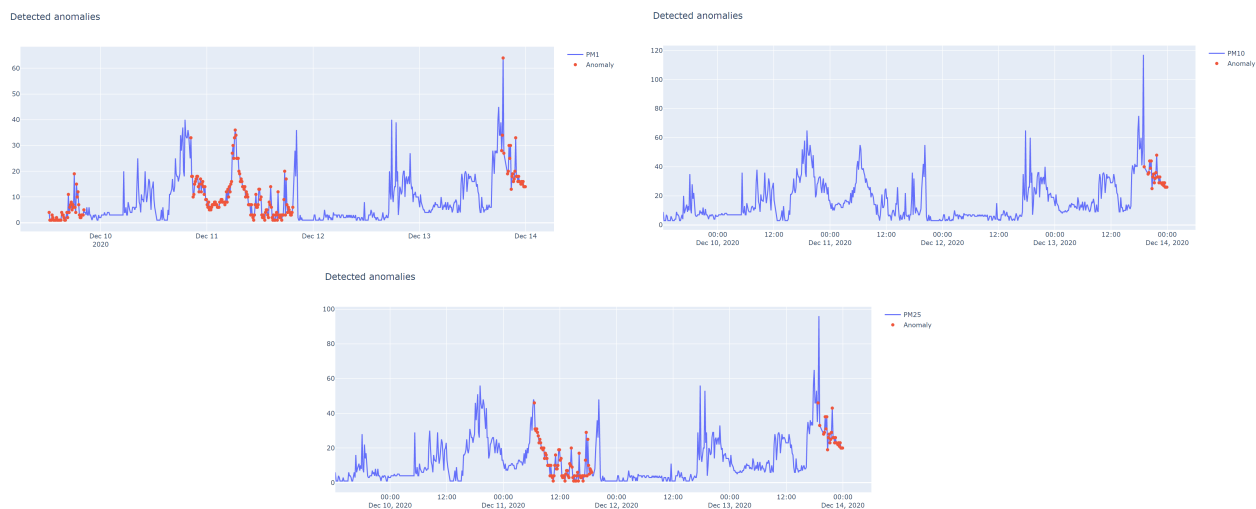 Detected anomalies
PM1
Anomaly
60
50
40
30
20
10
0
Dec 10
2020
Dec 11
Dec 12
Dec 13
Dec 14
Detected anomalies
PM10
Anomaly
120
100
80
60
40
20
0
00:00
Dec 10, 2020
12:00
00:00
Dec 11, 2020
12:00
00:00
Dec 12, 2020
12:00
00:00
Dec 13, 2020
12:00
00:00
Dec 14, 2020
Detected anomalies
PM25
Anomaly
100
80
60
40
20
0
00:00
Dec 10, 2020
12:00
00:00
Dec 11, 2020
12:00
00:00
Dec 12, 2020
12:00
00:00
Dec 13, 2020
12:00
00:00
Dec 14, 2020